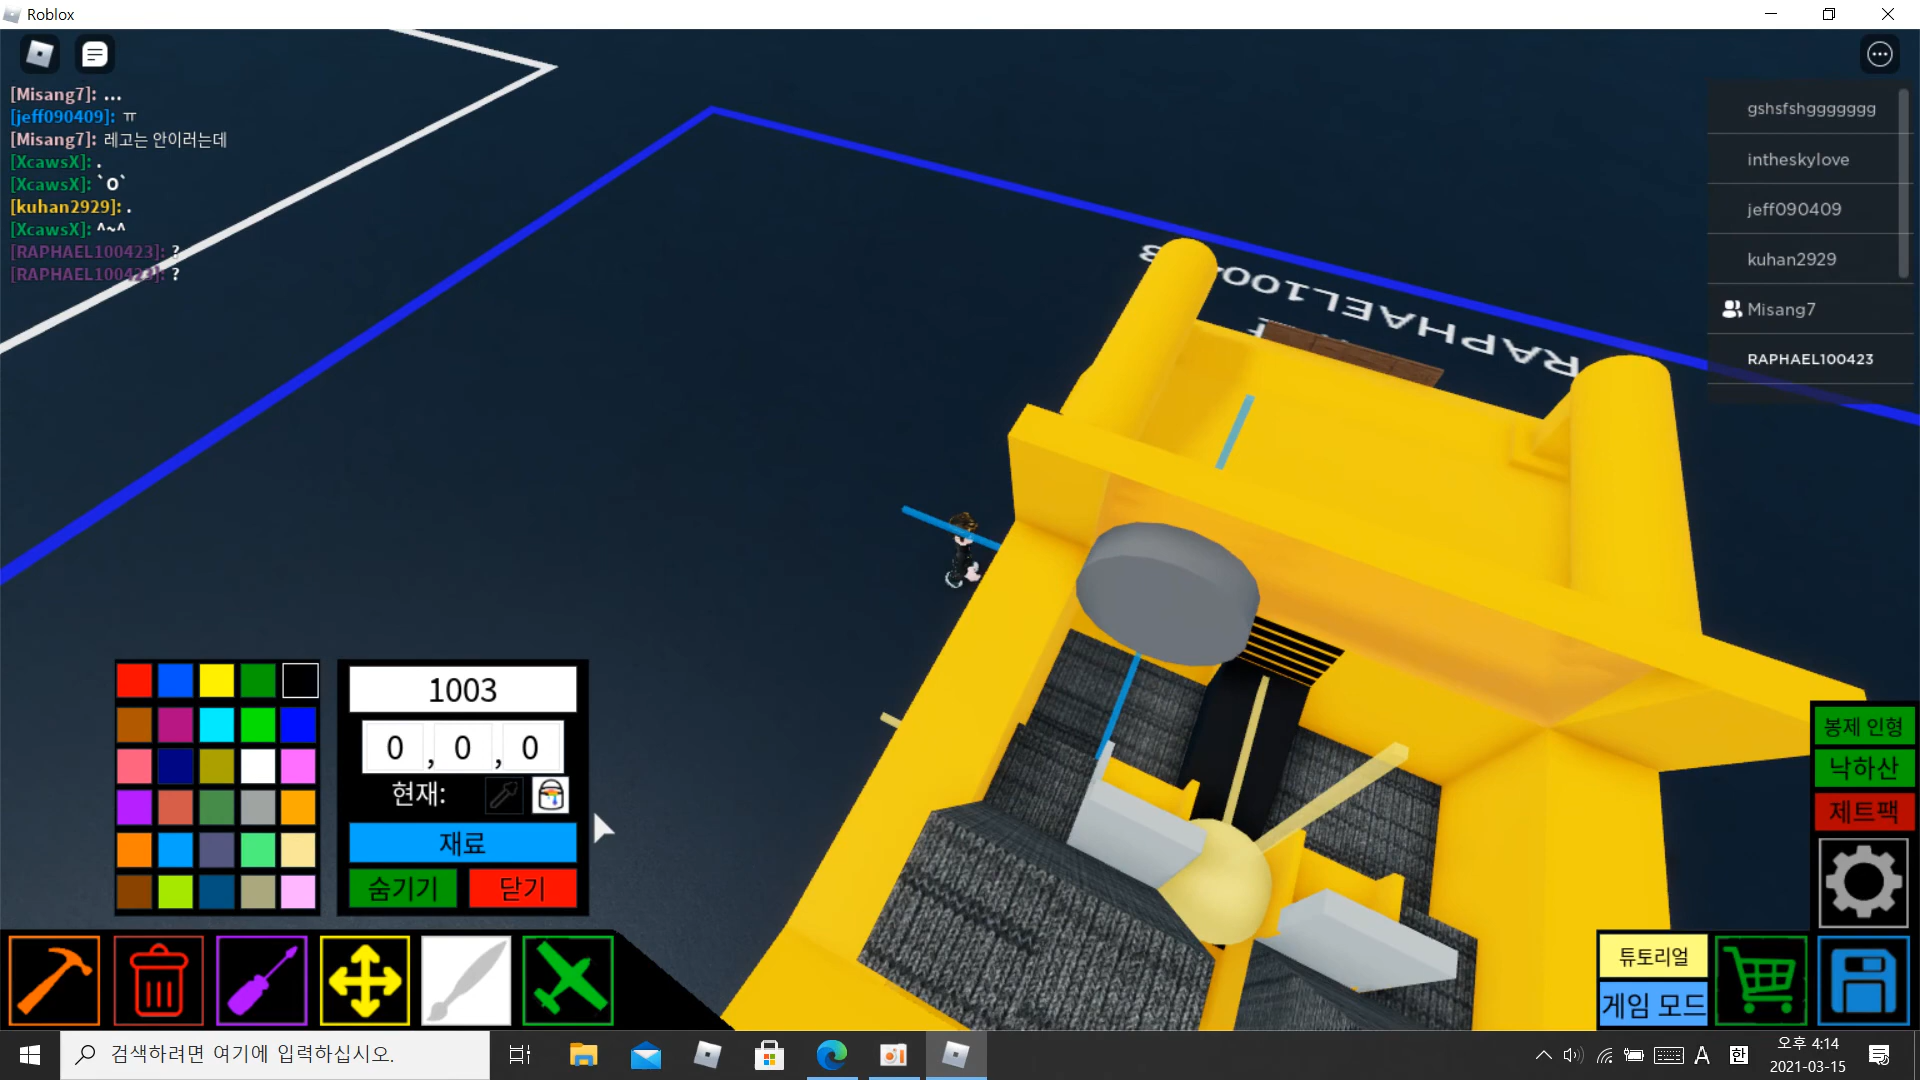 Roblox
[Misang7]: ...
[jeff090409]: ㅠ
[Misang7]: 레고는 안이러는데
[XcawsX]: .
[XcawsX]: `O`
[kuhan2929]: .
[XcawsX]: ^~^
[RAPHAEL100423]: ?
[RAPHAEL100423]: ?
gshsfshggggggg
intheskylove
jeff090409
kuhan2929
Misang7
RAPHAEL100423
1003
0 , 0 , 0
현재:
재료
숨기기 닫기
봉제 인형
낙하산
제트팩
튜토리얼
게임 모드
검색하려면 여기에 입력하십시오.
A 한
오후 4:14
2021-03-15